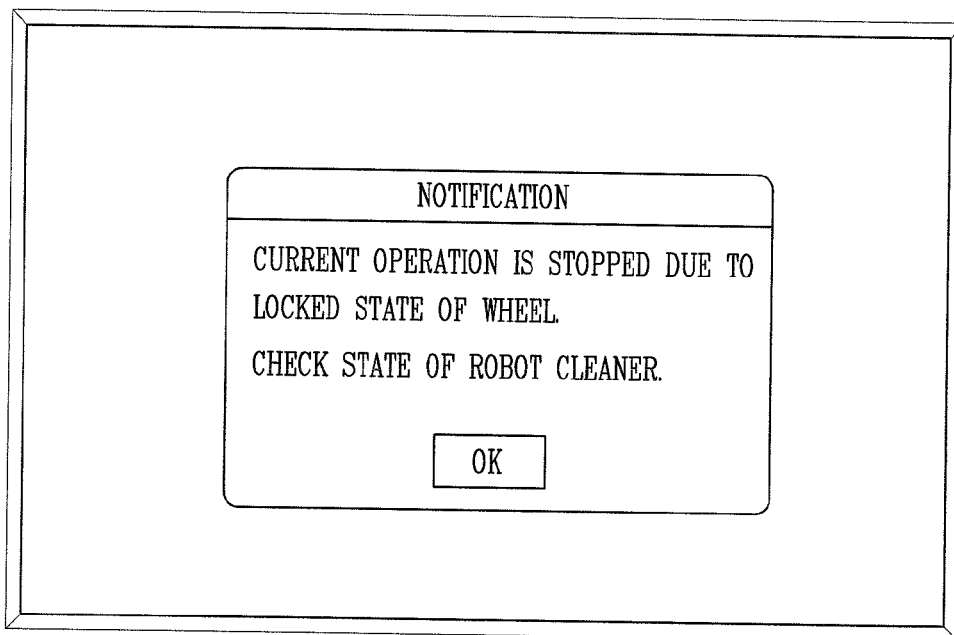 NOTIFICATION
CURRENT OPERATION IS STOPPED DUE TO
LOCKED STATE OF WHEEL.
CHECK STATE OF ROBOT CLEANER.
OK